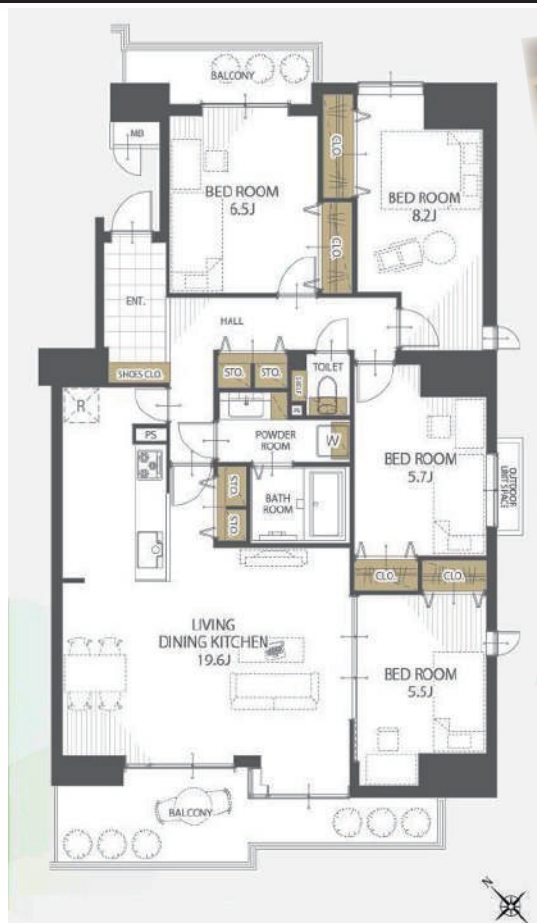 BALCONY
MB
BED ROOM
6.5J
CLO.
CLO.
BED ROOM
8.2J
ENT.
HALL
SHOES CLO.
STO.
STO.
TOILET
SHELF
R
PS
POWDER
ROOM
W
BED ROOM
5.7J
OUTDOOR
UNIT SPACE
STO.
STO.
BATH
ROOM
CLO.
CLO.
LIVING
DINING KITCHEN
19.6J
BED ROOM
5.5J
BALCONY
N